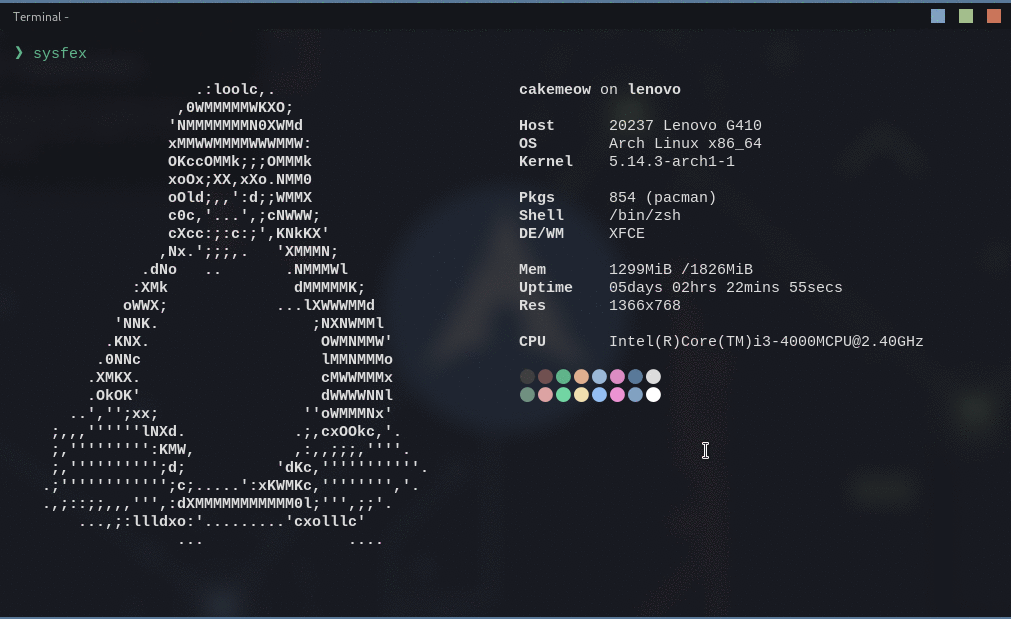 Terminal -
❯ sysfex
.:loolc,.
,0WMMMMMWKXO;
'NMMMMMMMN0XWMd
xMMWWMMMMWWWMMW:
OKccOMMk;;;OMMMk
xoOx;XX,xXo.NMM0
oOld;,,':d;;WMMX
c0c,'...',;cNWWW;
cXcc:;:c:;',KNkKX'
,Nx.';;;,.   'XMMMN;
.dNo   ..       .NMMMWl
:XMk              dMMMMMK;
oWWX;            ...lXWWWMMd
'NNK.                 ;NXNWMMl
.KNX.                   OWMNMMW'
.0NNc                    lMMNMMMo
.XMKX.                    cMWWMMMx
.OkOK'                    dWWWWNNl
..','';xx;                ''oWMMMNx'
;,,,''''''lNXd.            .;,cxOOkc,'.
;,''''''''':KMW,           ,:,,;;;,''''.
;,'''''''''';d;          'dKc,'''''''''''.
.;'''''''''''';c;.....':xKWMKc,'''''''',''.
.,;::;;,,,''',:dXMMMMMMMMMMM0l;''',;;'.
...,;:llldxo:'.........'cxolllc'
...                ....
cakemeow on lenovo
Host 20237 Lenovo G410
OS Arch Linux x86_64
Kernel 5.14.3-arch1-1
Pkgs 854 (pacman)
Shell /bin/zsh
DE/WM XFCE
Mem 1299MiB /1826MiB
Uptime 05days 02hrs 22mins 55secs
Res 1366x768
CPU Intel(R)Core(TM)i3-4000MCPU@2.40GHz